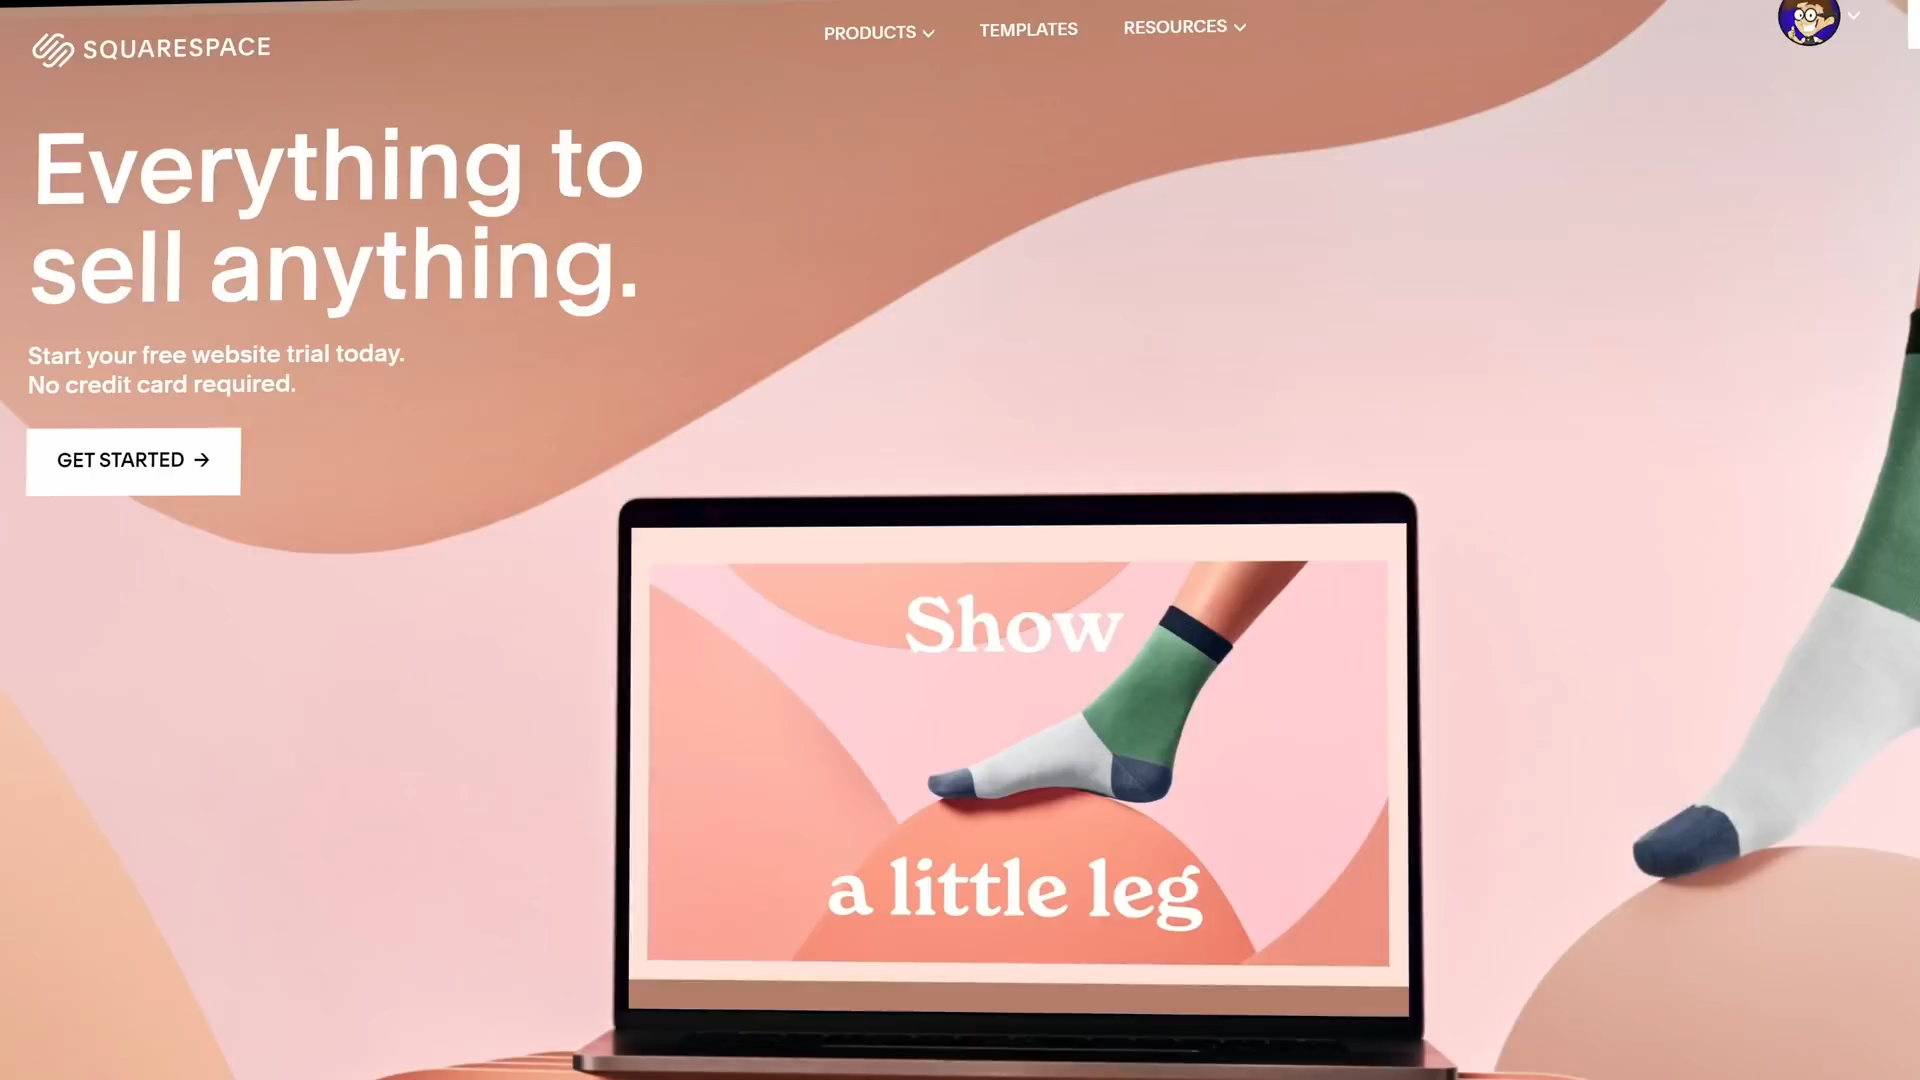 SQUARESPACE
PRODUCTS
TEMPLATES
RESOURCES
Everything to
sell anything.
Start your free website trial today.
No credit card required.
GET STARTED →
Show
a little leg